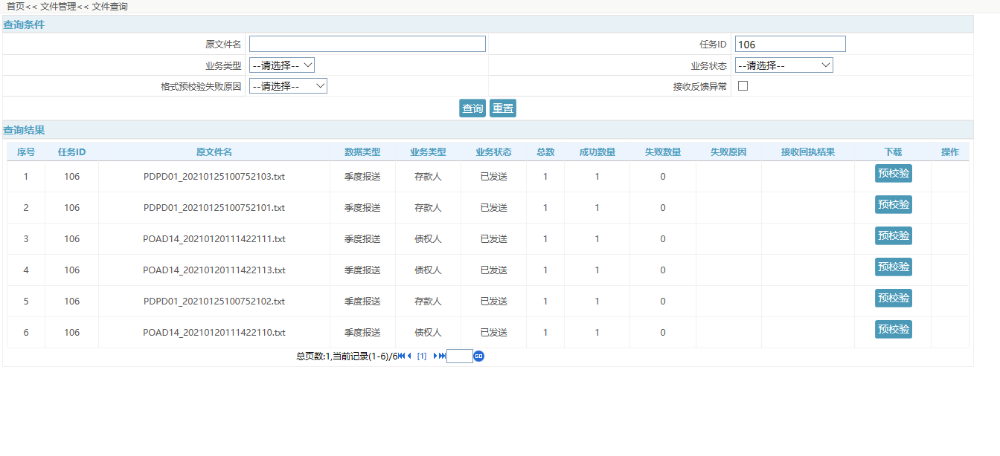 首页<< 文件管理<< 文件查询
查询条件
原文件名 任务ID 106
业务类型 --请选择-- 业务状态 --请选择--
格式预校验失败原因 --请选择-- 接收反馈异常
查询 重置
查询结果
序号 任务ID 原文件名 数据类型 业务类型 业务状态 总数 成功数量 失败数量 失败原因 接收回执结果 下载 操作
1 106 PDPD01_20210125100752103.txt 季度报送 存款人 已发送 1 1 0 预校验
2 106 PDPD01_20210125100752101.txt 季度报送 存款人 已发送 1 1 0 预校验
3 106 POAD14_20210120111422111.txt 季度报送 债权人 已发送 1 1 0 预校验
4 106 POAD14_20210120111422113.txt 季度报送 债权人 已发送 1 1 0 预校验
5 106 PDPD01_20210125100752102.txt 季度报送 存款人 已发送 1 1 0 预校验
6 106 POAD14_20210120111422110.txt 季度报送 债权人 已发送 1 1 0 预校验
总页数:1,当前记录(1-6)/6 [1] GO